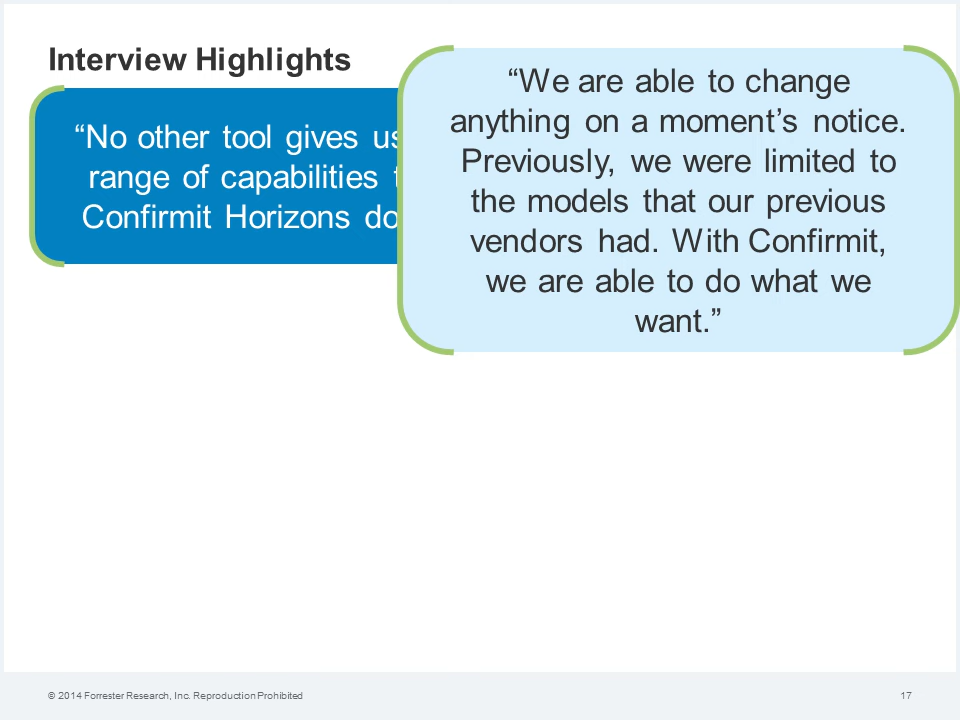 Interview Highlights
“No other tool gives us
range of capabilities
Confirmit Horizons
“We are able to change
anything on a moment’s notice.
Previously, we were limited to
the models that our previous
vendors had. With Confirmit,
we are able to do what we
want.”
© 2014 Forrester Research, Inc. Reproduction Prohibited
17